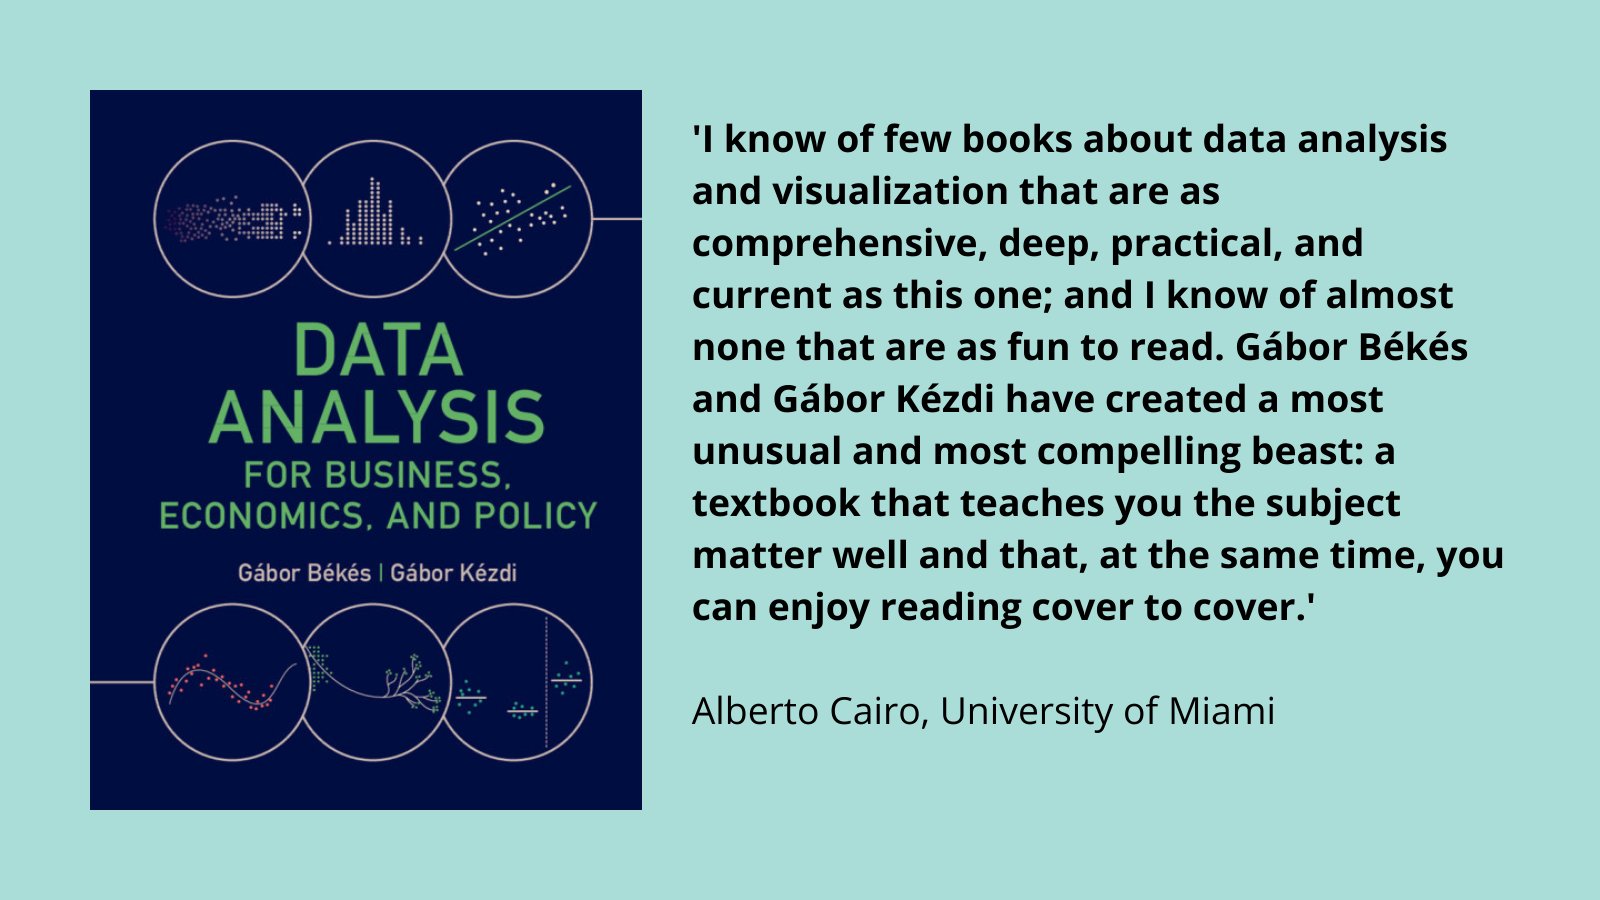 DATA
ANALYSIS
FOR BUSINESS,
ECONOMICS, AND POLICY
Gábor Békés | Gábor Kézdi
'I know of few books about data analysis
and visualization that are as
comprehensive, deep, practical, and
current as this one; and I know of almost
none that are as fun to read. Gábor Békés
and Gábor Kézdi have created a most
unusual and most compelling beast: a
textbook that teaches you the subject
matter well and that, at the same time, you
can enjoy reading cover to cover.'
Alberto Cairo, University of Miami